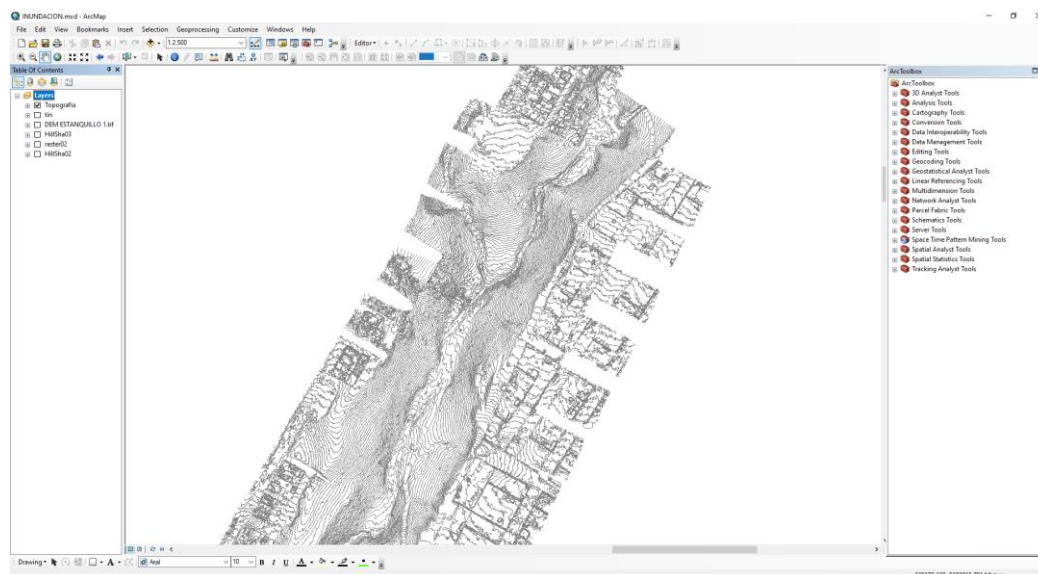 INUNDACION.mxd - ArcMap
File Edit View Bookmarks Insert Selection Geoprocessing Customize Windows Help
1:2,500 Editor
Table Of Contents
ArcToolbox
Layers
Topografia
tin
DEM ESTANQUILLO 1.tif
HillSha03
raster02
HillSha02
ArcToolbox
3D Analyst Tools
Analysis Tools
Cartography Tools
Conversion Tools
Data Interoperability Tools
Data Management Tools
Editing Tools
Geocoding Tools
Geostatistical Analyst Tools
Linear Referencing Tools
Multidimension Tools
Network Analyst Tools
Parcel Fabric Tools
Schematics Tools
Server Tools
Space Time Pattern Mining Tools
Spatial Analyst Tools
Spatial Statistics Tools
Tracking Analyst Tools
Drawing A Arial 10 B I U A